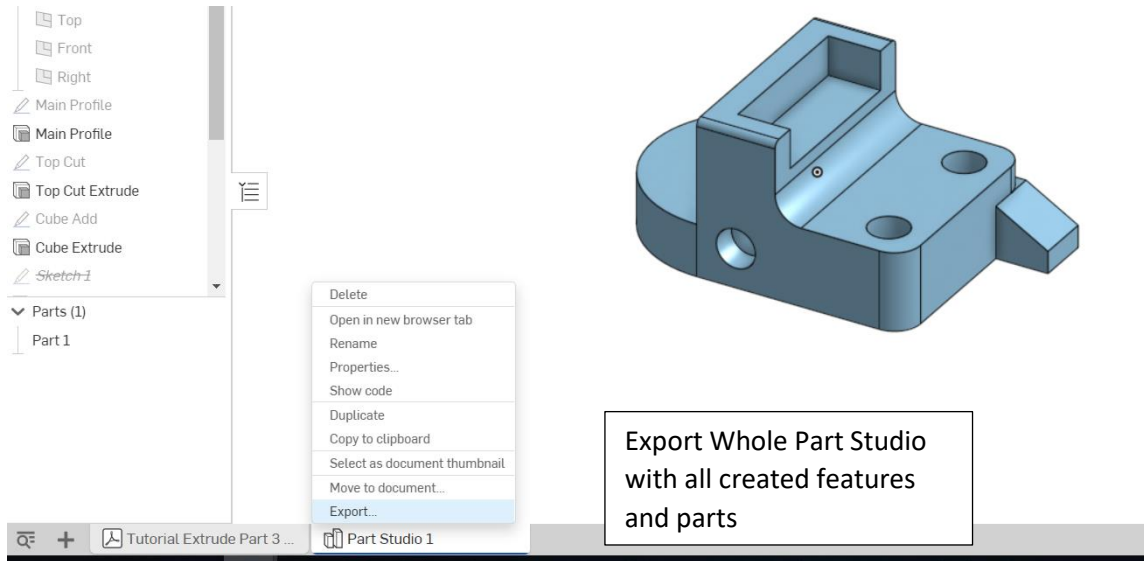 Top
Front
Right
Main Profile
Main Profile
Top Cut
Top Cut Extrude
Cube Add
Cube Extrude
Sketch 1
Parts (1)
Part 1
Delete
Open in new browser tab
Rename
Properties...
Show code
Duplicate
Copy to clipboard
Select as document thumbnail
Move to document...
Export...
Export Whole Part Studio
with all created features
and parts
Tutorial Extrude Part 3 ...
Part Studio 1